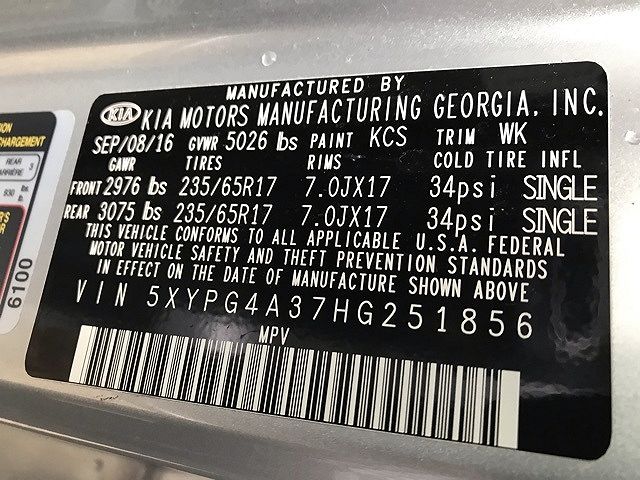 MANUFACTURED BY
KIA KIA MOTORS MANUFACTURING GEORGIA, INC.
SEP/08/16 GVWR 5026 lbs PAINT KCS TRIM WK
GAWR TIRES RIMS COLD TIRE INFL
FRONT 2976 lbs 235/65R17 7.0JX17 34psi SINGLE
REAR 3075 lbs 235/65R17 7.0JX17 34psi SINGLE
THIS VEHICLE CONFORMS TO ALL APPLICABLE U.S.A. FEDERAL
MOTOR VEHICLE SAFETY AND THEFT PREVENTION STANDARDS
IN EFFECT ON THE DATE OF MANUFACTURE SHOWN ABOVE
VIN 5XYPG4A37HG251856
MPV
REAR 3
6100